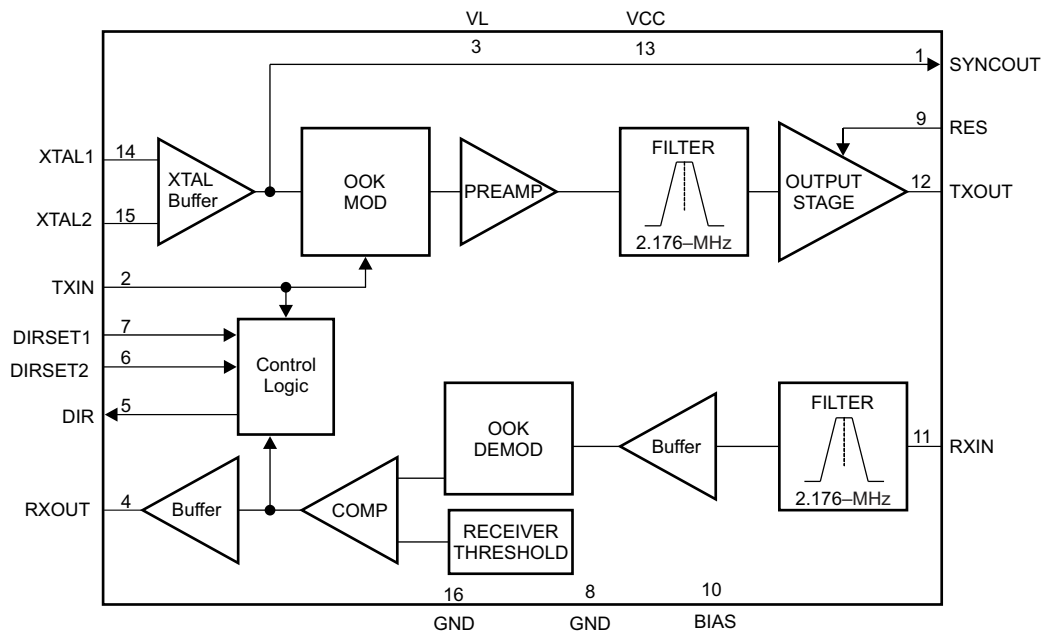 VL
VCC
3
13
1
SYNCOUT
9
RES
XTAL1
14
XTAL
Buffer
XTAL2
15
OOK
MOD
PREAMP
FILTER
2.176–MHz
OUTPUT
STAGE
12
TXOUT
TXIN
2
DIRSET1
7
DIRSET2
6
DIR
5
Control
Logic
OOK
DEMOD
Buffer
FILTER
2.176–MHz
11
RXIN
RXOUT
4
Buffer
COMP
RECEIVER
THRESHOLD
16
8
10
GND
GND
BIAS